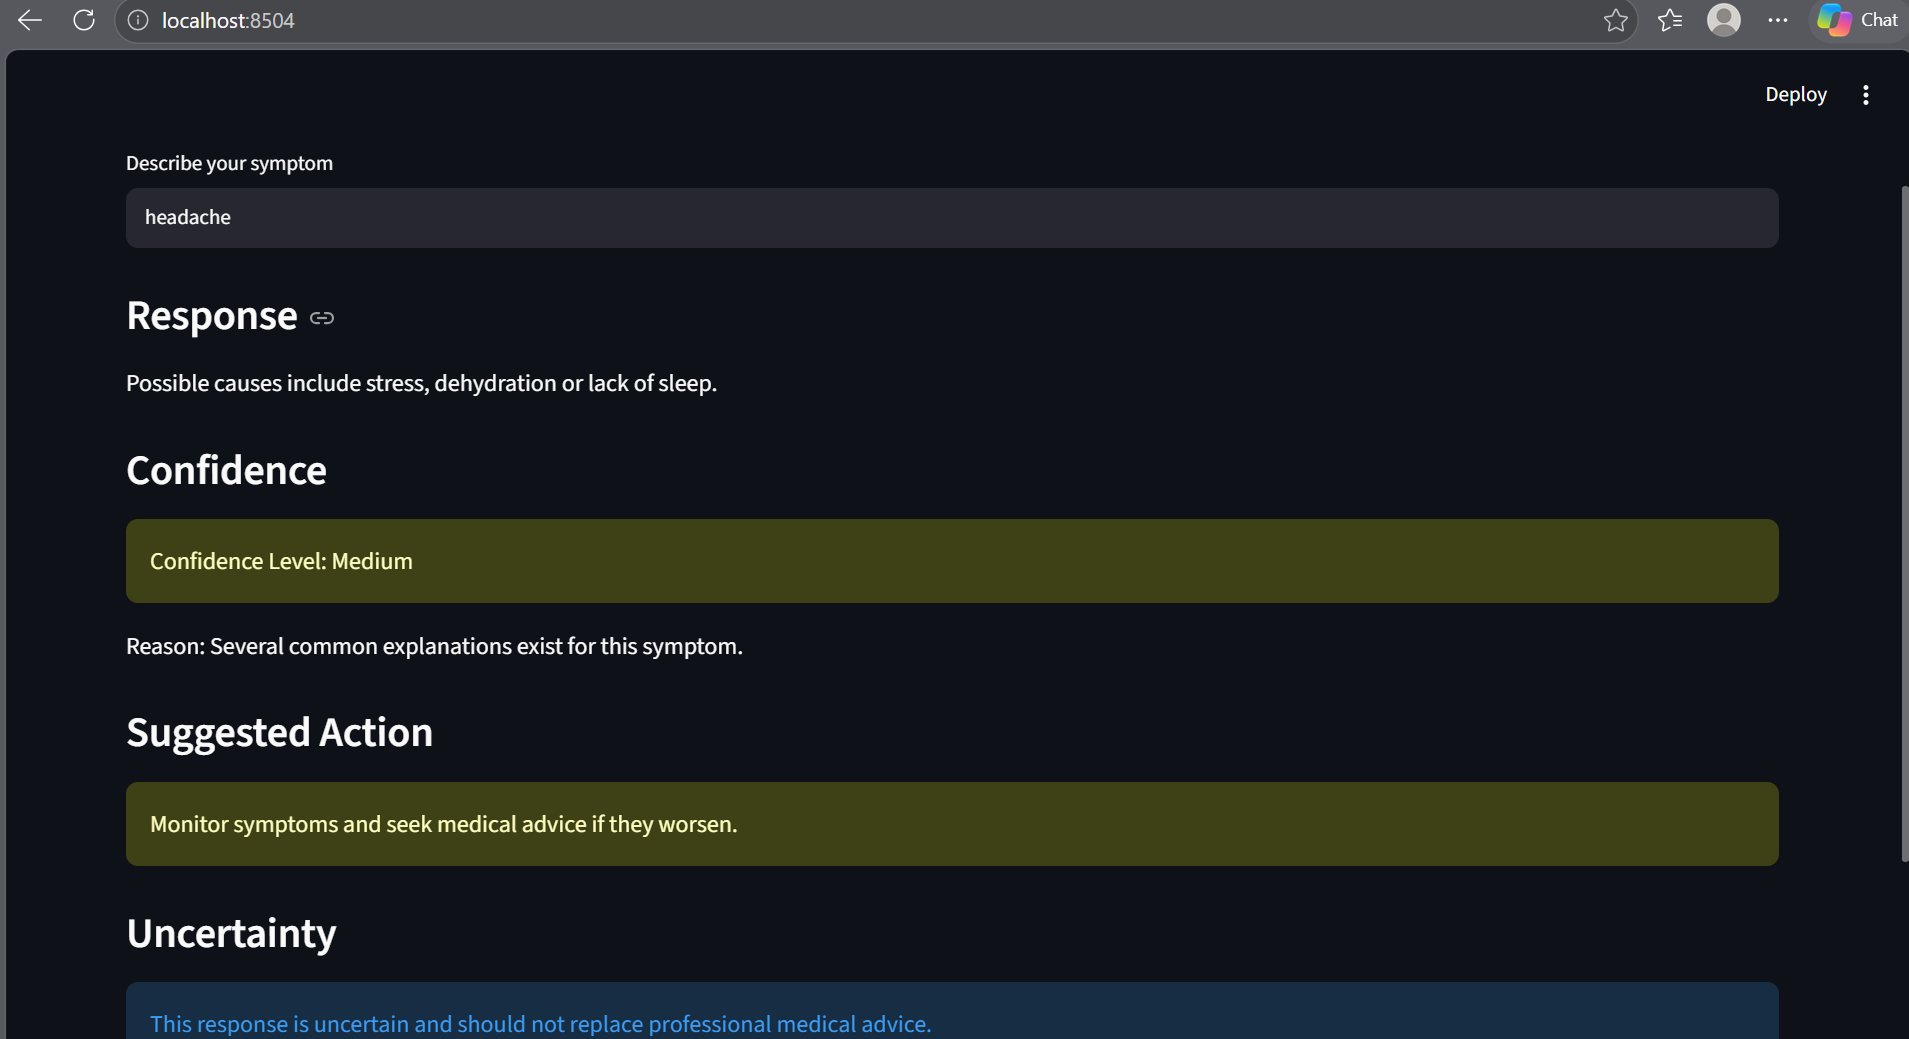 localhost:8504
Chat
Deploy
Describe your symptom
headache
Response
Possible causes include stress, dehydration or lack of sleep.
Confidence
Confidence Level: Medium
Reason: Several common explanations exist for this symptom.
Suggested Action
Monitor symptoms and seek medical advice if they worsen.
Uncertainty
This response is uncertain and should not replace professional medical advice.